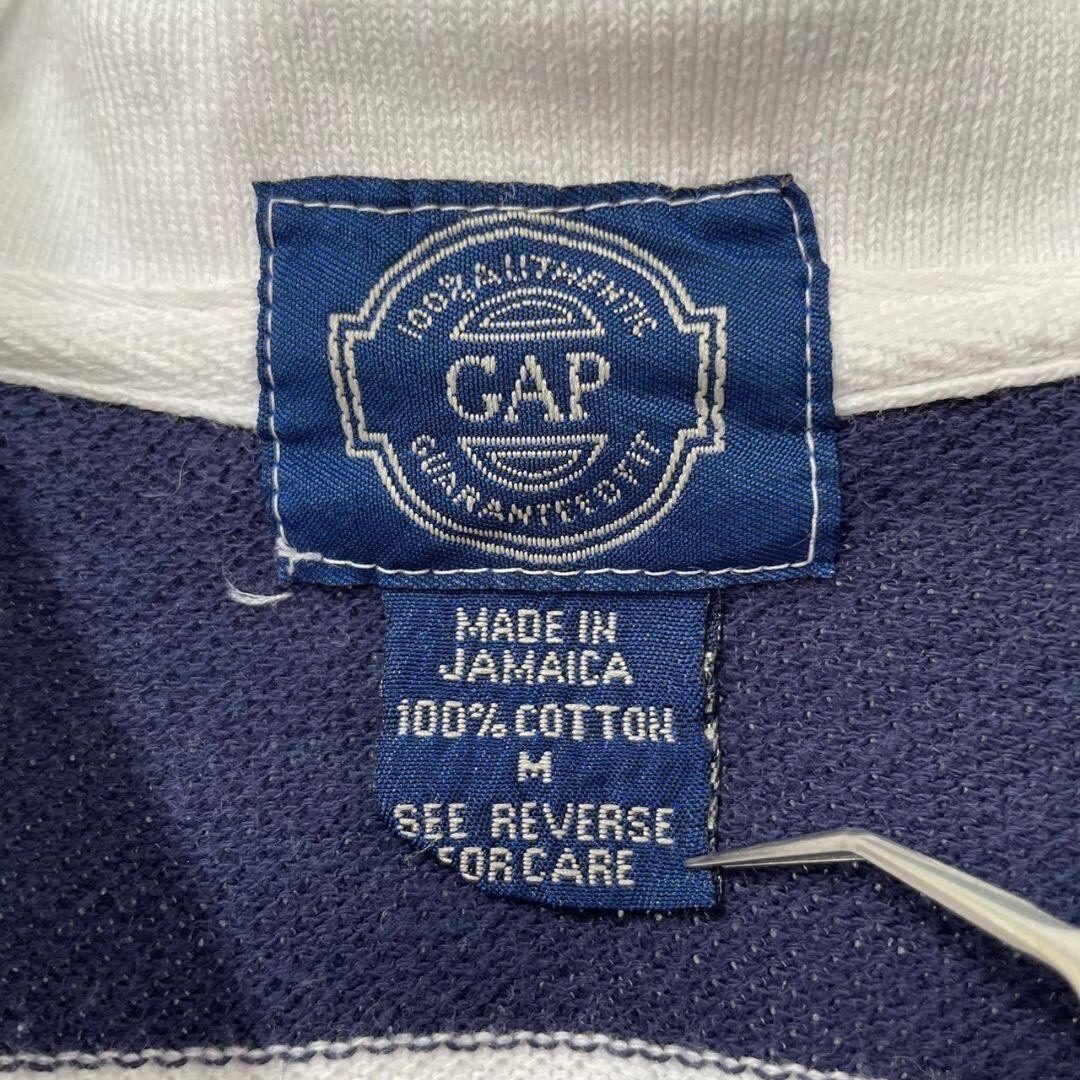 100% AUTHENTIC
GAP
GUARANTEED FIT
MADE IN
JAMAICA
100% COTTON
M
SEE REVERSE
FOR CARE